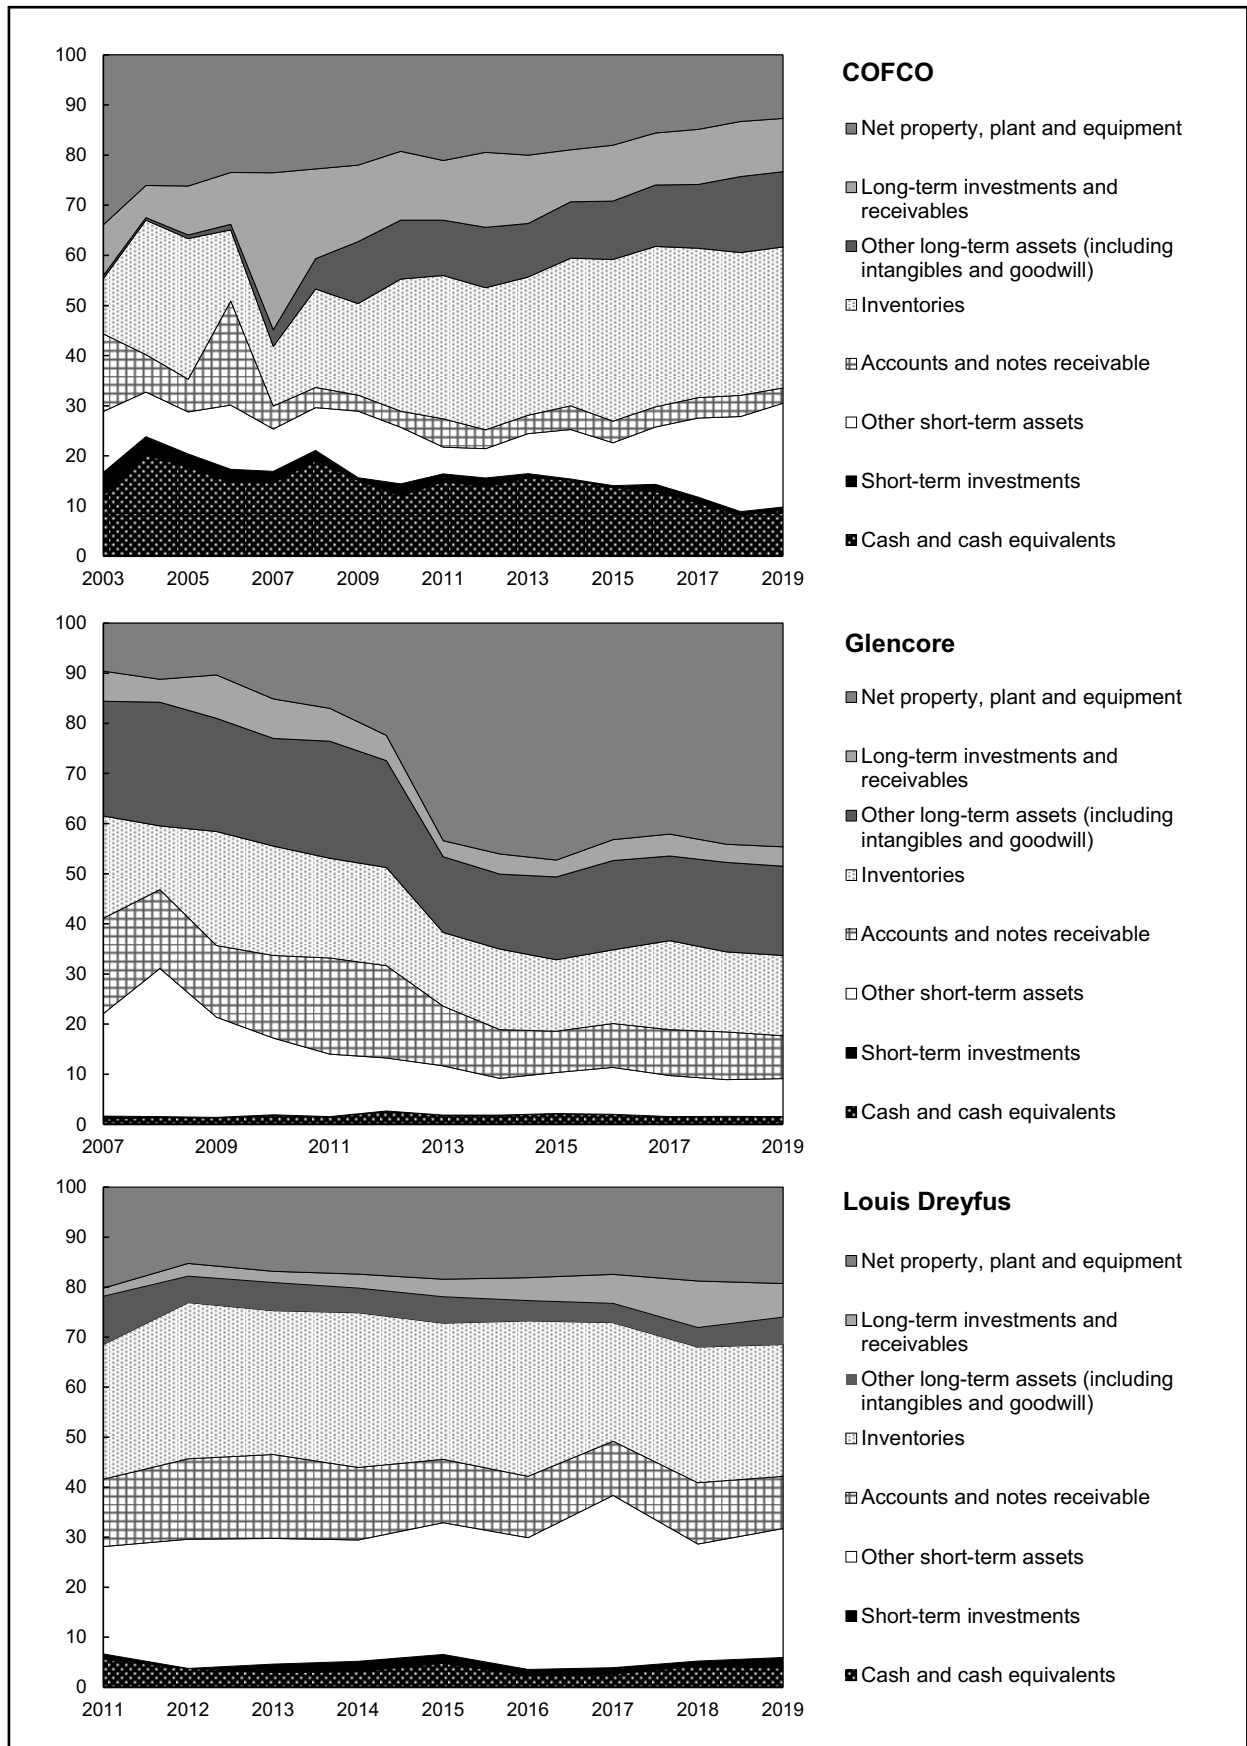 COFCO
100
90
80
70
60
50
40
30
20
10
0
2003 2005 2007 2009 2011 2013 2015 2017 2019
Net property, plant and equipment
Long-term investments and
receivables
Other long-term assets (including
intangibles and goodwill)
Inventories
Accounts and notes receivable
Other short-term assets
Short-term investments
Cash and cash equivalents
Glencore
100
90
80
70
60
50
40
30
20
10
0
2007 2009 2011 2013 2015 2017 2019
Net property, plant and equipment
Long-term investments and
receivables
Other long-term assets (including
intangibles and goodwill)
Inventories
Accounts and notes receivable
Other short-term assets
Short-term investments
Cash and cash equivalents
Louis Dreyfus
100
90
80
70
60
50
40
30
20
10
0
2011 2012 2013 2014 2015 2016 2017 2018 2019
Net property, plant and equipment
Long-term investments and
receivables
Other long-term assets (including
intangibles and goodwill)
Inventories
Accounts and notes receivable
Other short-term assets
Short-term investments
Cash and cash equivalents